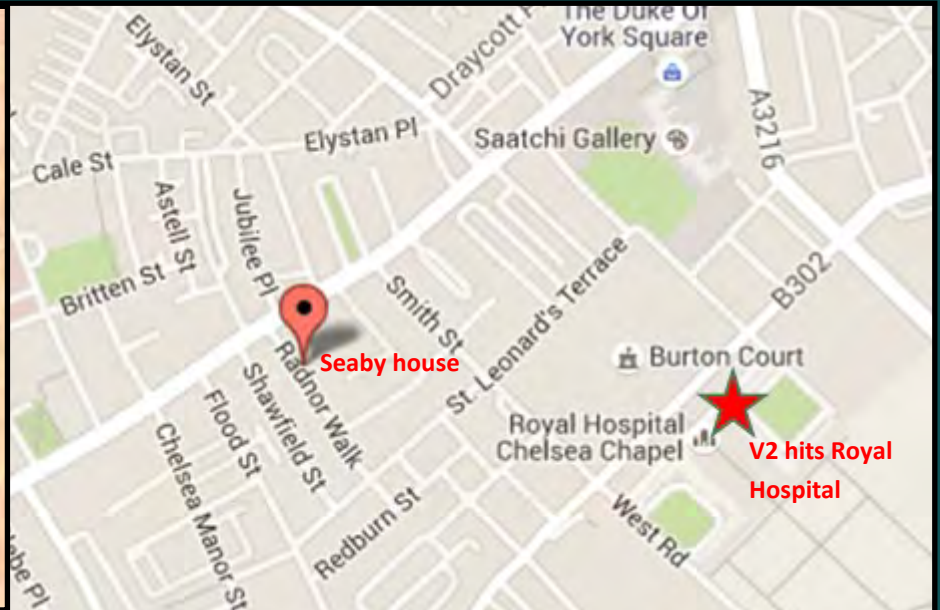 The Duke Of
York Square
Elystan St
Draycott
A3216
Saatchi Gallery
Elystan Pl
Cale St
Astell St
Jubilee Pl
Britten St
Smith St
St. Leonard's Terrace
B302
Seaby house
Burton Court
Radnor Walk
Shawfield St
Flood St
Royal Hospital
Chelsea Chapel
V2 hits Royal
Hospital
Chelsea Manor St
Redburn St
West Rd
Pl